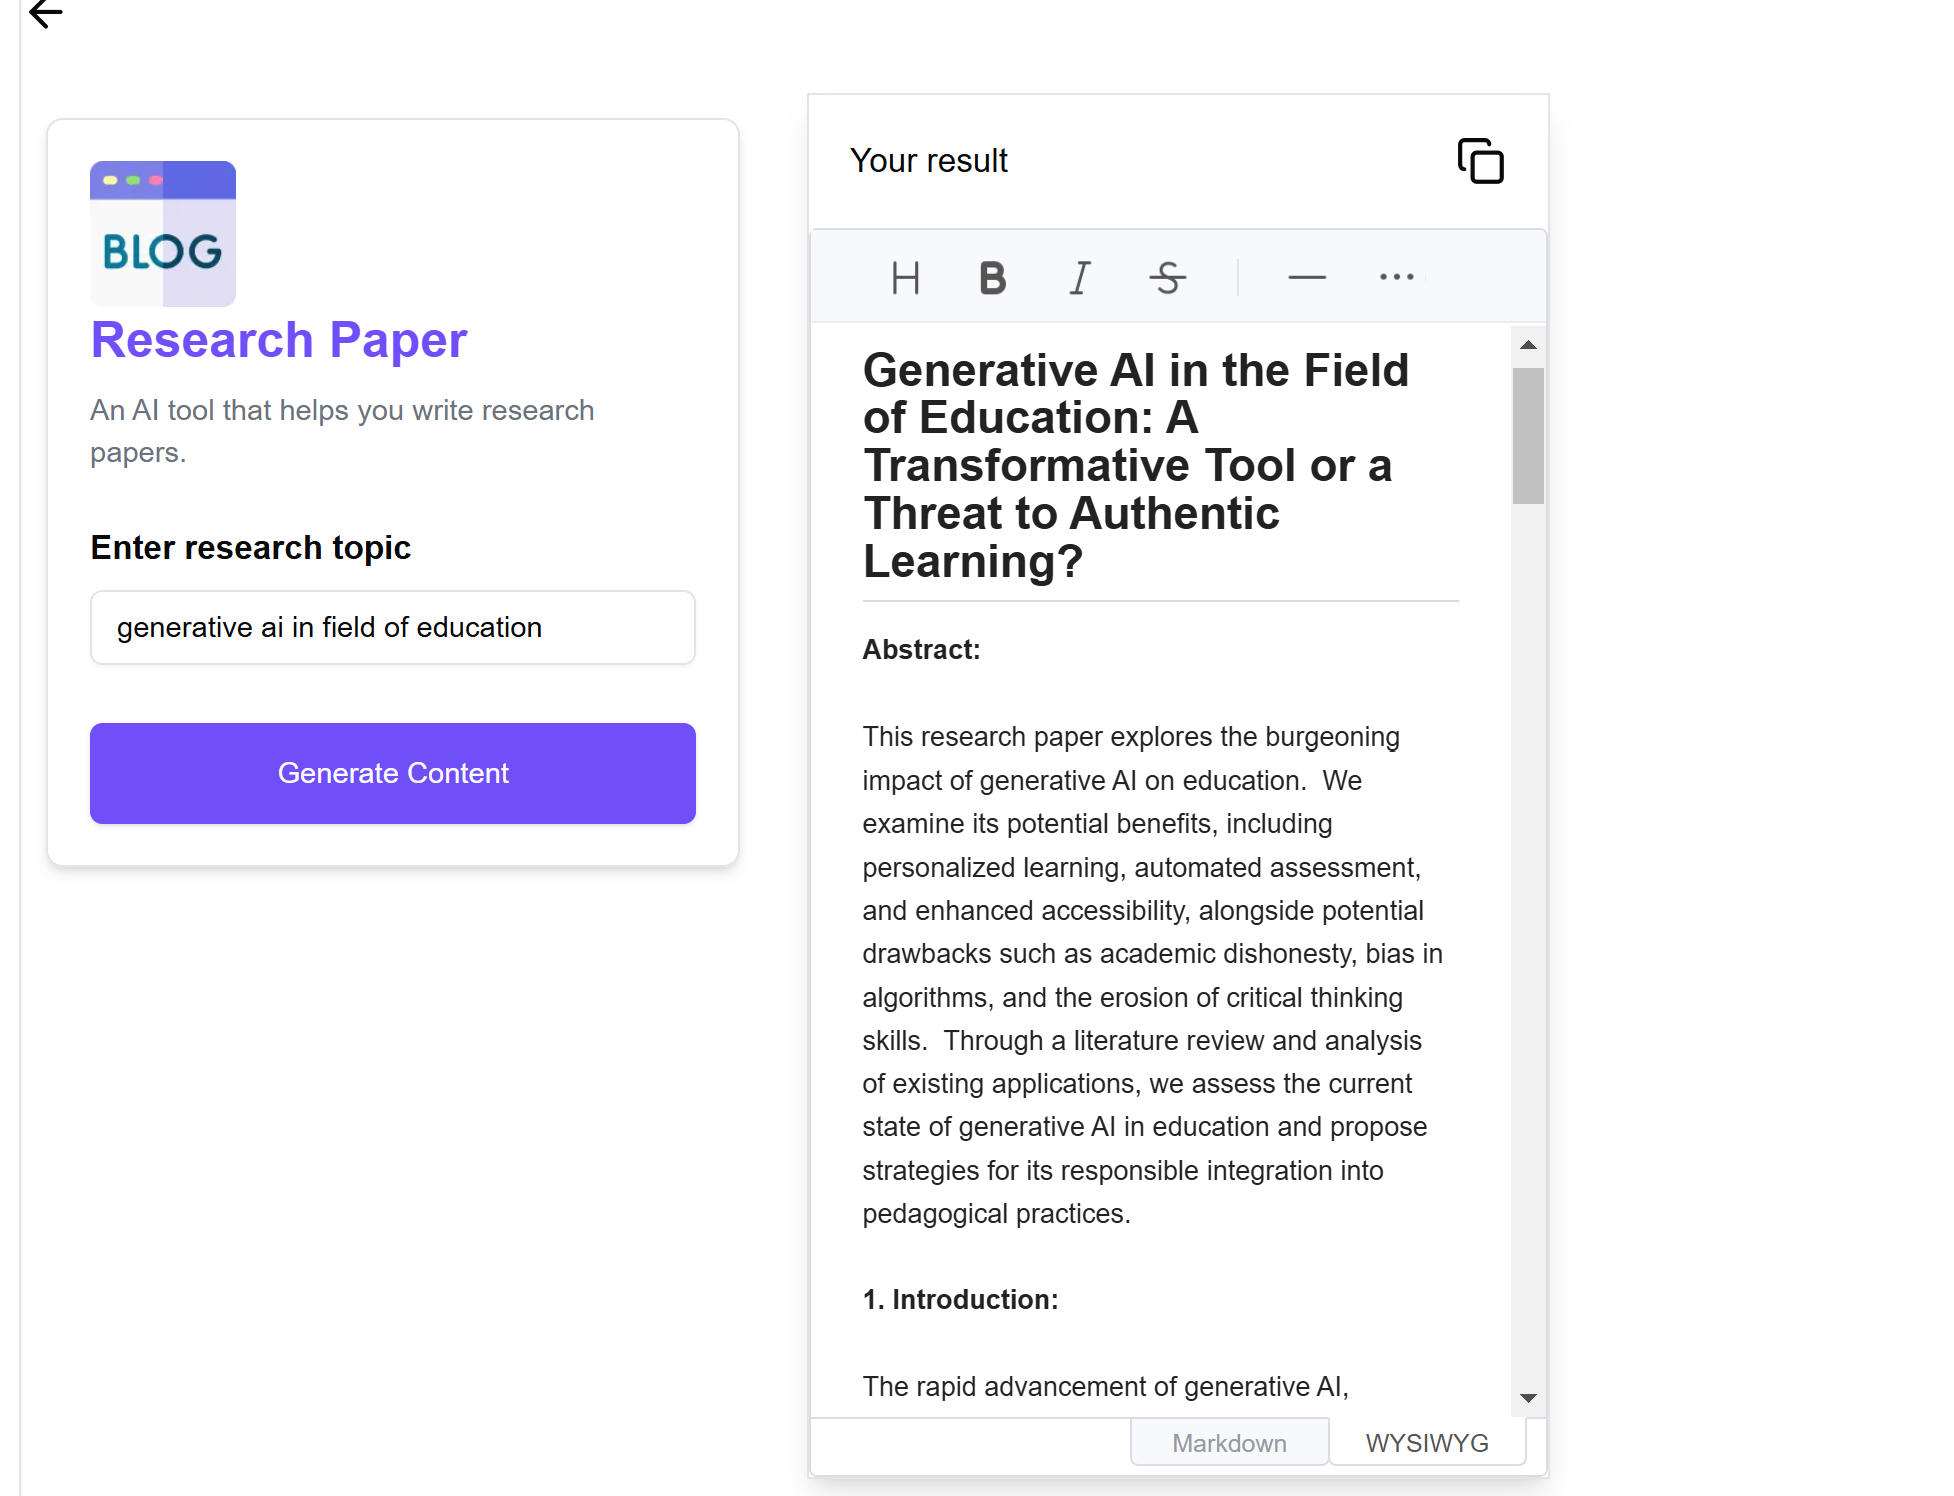 BLOG
Research Paper
An AI tool that helps you write research
papers.
Enter research topic
generative ai in field of education
Generate Content
Your result
Generative AI in the Field
of Education: A
Transformative Tool or a
Threat to Authentic
Learning?
Abstract:
This research paper explores the burgeoning
impact of generative AI on education.  We
examine its potential benefits, including
personalized learning, automated assessment,
and enhanced accessibility, alongside potential
drawbacks such as academic dishonesty, bias in
algorithms, and the erosion of critical thinking
skills.  Through a literature review and analysis
of existing applications, we assess the current
state of generative AI in education and propose
strategies for its responsible integration into
pedagogical practices.
1. Introduction:
The rapid advancement of generative AI,
Markdown
WYSIWYG